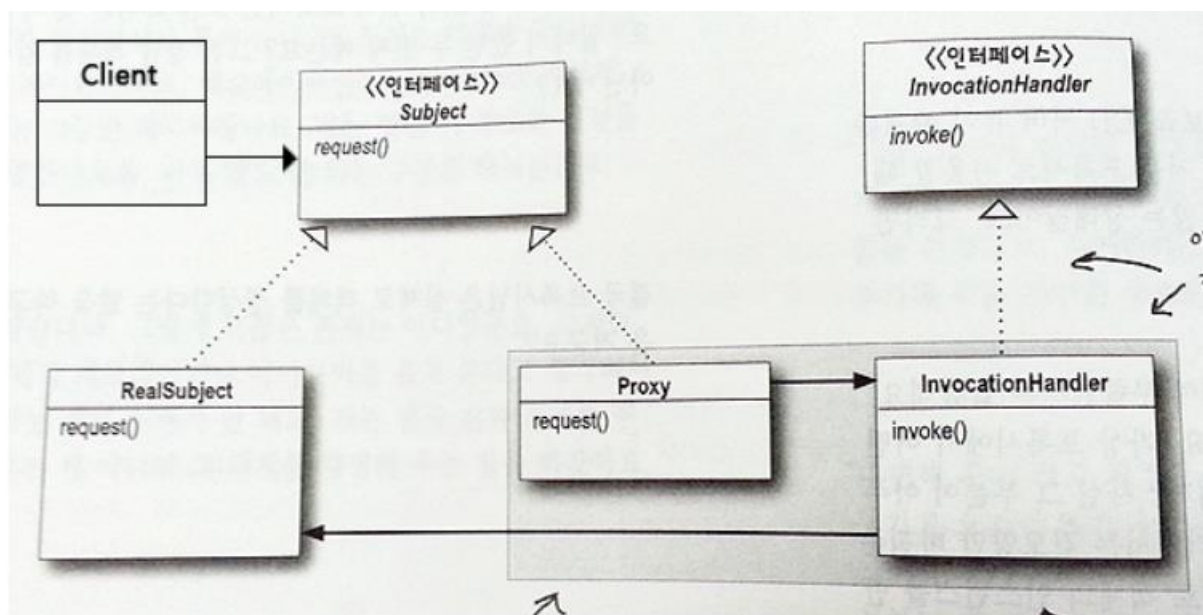 Client
<<인터페이스>>
Subject
request()
<<인터페이스>>
InvocationHandler
invoke()
RealSubject
request()
Proxy
request()
InvocationHandler
invoke()